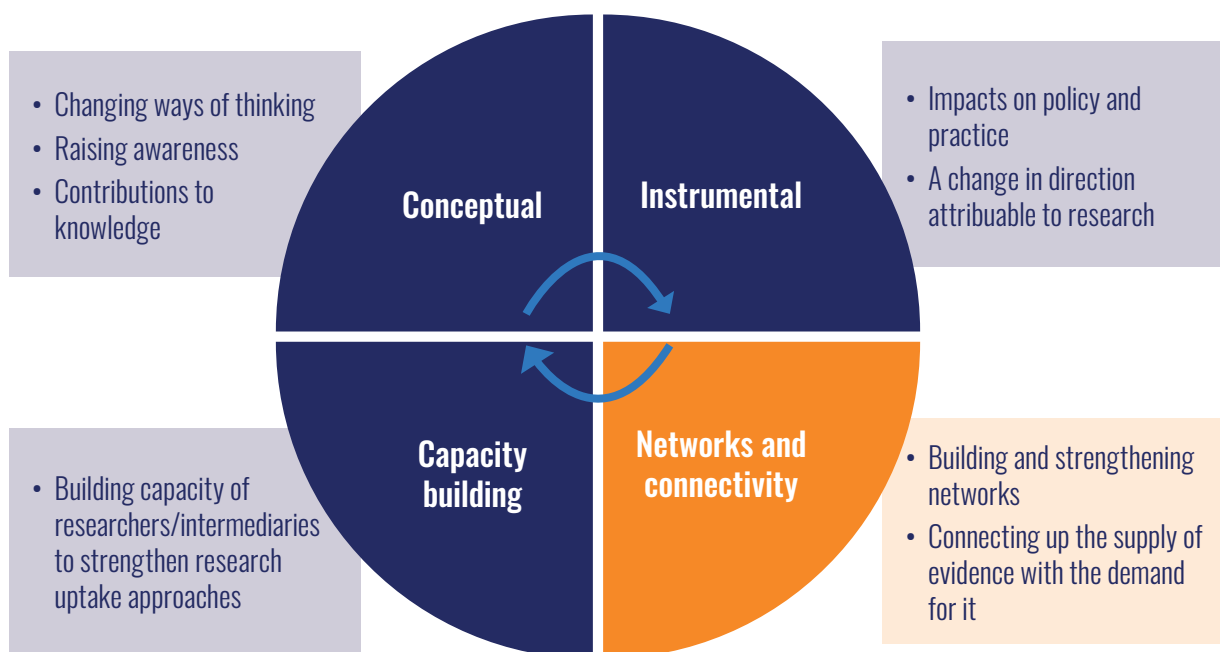 • Changing ways of thinking
• Raising awareness
• Contributions to
knowledge
Conceptual
Instrumental
• Impacts on policy and
practice
• A change in direction
attribuable to research
• Building capacity of
researchers/intermediaries
to strengthen research
uptake approaches
Capacity
building
Networks and
connectivity
• Building and strengthening
networks
• Connecting up the supply of
evidence with the demand
for it